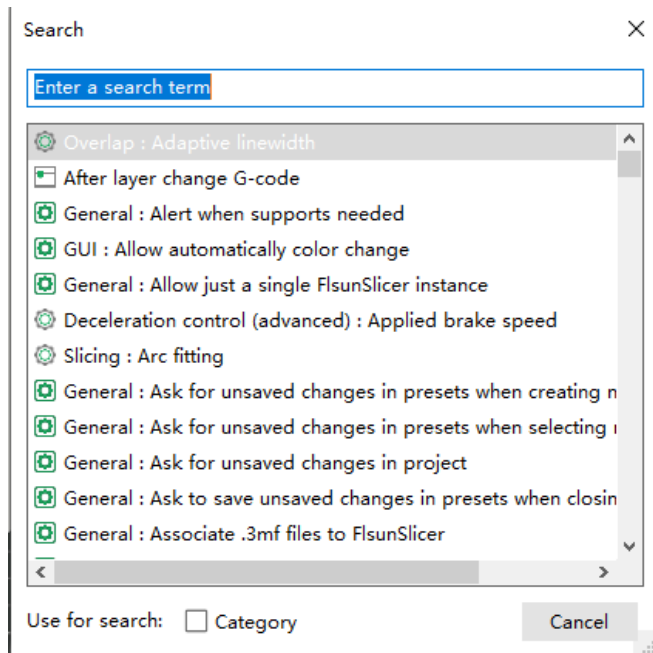 Search
Enter a search term
Overlap : Adaptive linewidth
After layer change G-code
General : Alert when supports needed
GUI : Allow automatically color change
General : Allow just a single FlsunSlicer instance
Deceleration control (advanced) : Applied brake speed
Slicing : Arc fitting
General : Ask for unsaved changes in presets when creating
General : Ask for unsaved changes in presets when selecting
General : Ask for unsaved changes in project
General : Ask to save unsaved changes in presets when closin
General : Associate .3mf files to FlsunSlicer
Use for search:
Category
Cancel